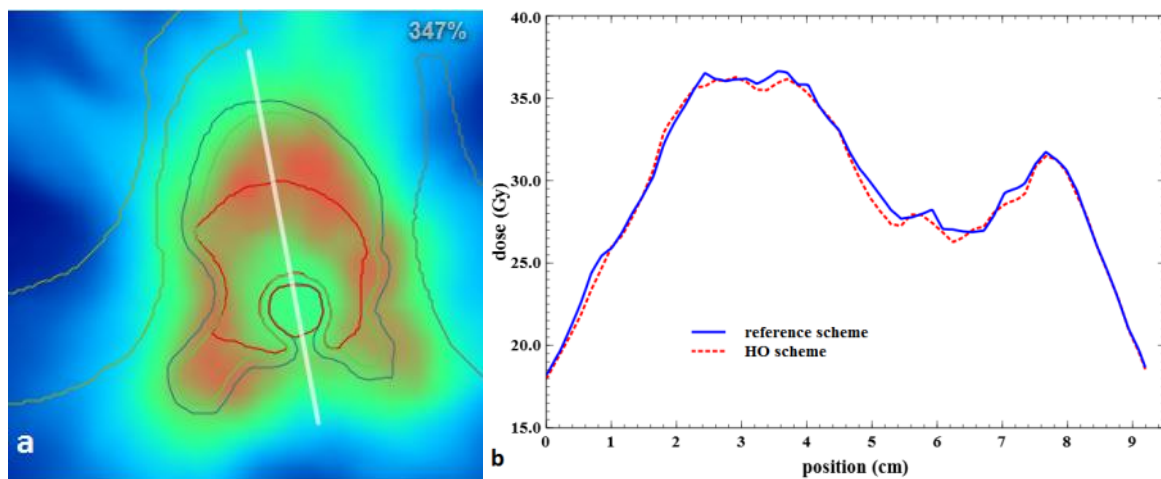 347%
a
40.0
35.0
30.0
25.0
20.0
15.0
dose (Gy)
reference scheme
HO scheme
0 1 2 3 4 5 6 7 8 9
position (cm)
b